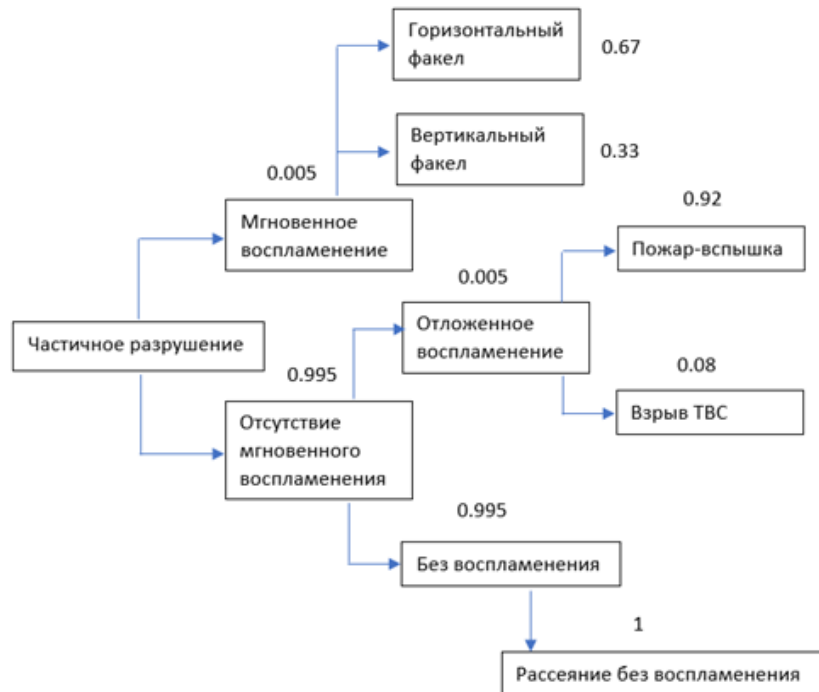 Горизонтальный
факел
0.67
Вертикальный
факел
0.33
0.005
Мгновенное
воспламенение
0.92
Пожар-вспышка
0.005
Отложенное
воспламенение
Частичное разрушение
0.995
0.08
Взрыв ТВС
Отсутствие
мгновенного
воспламенения
0.995
Без воспламенения
1
Рассеяние без воспламенения